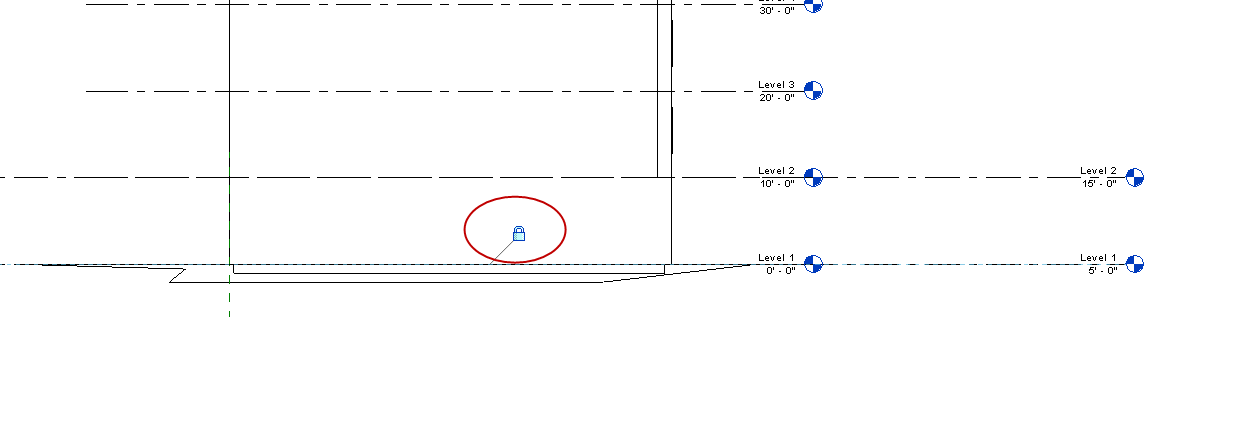 30' - 0"
Level 3
20' - 0"
Level 2
10' - 0"
Level 2
15' - 0"
Level 1
0' - 0"
Level 1
5' - 0"